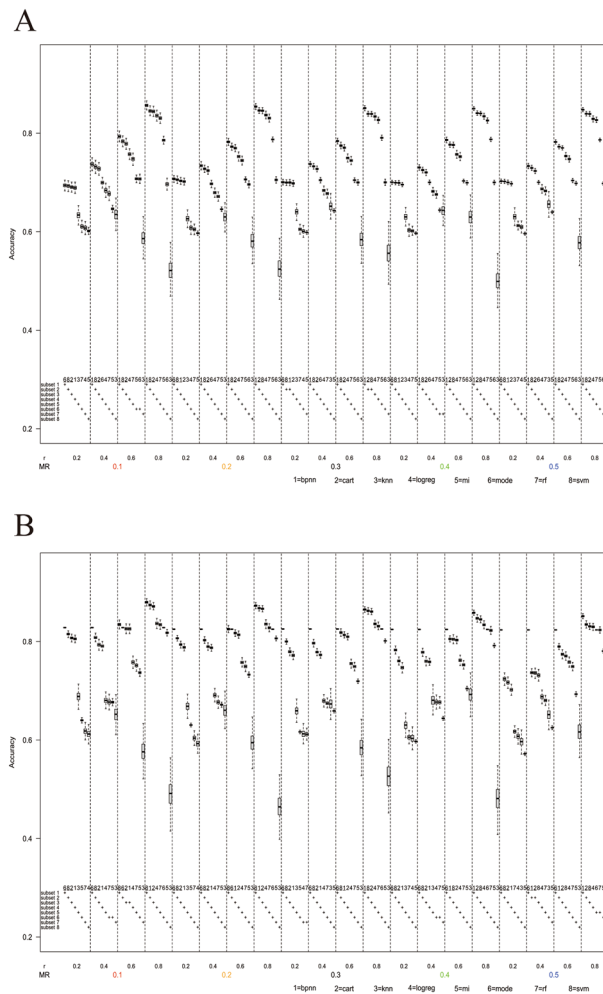 A
0.8
0.6
0.4
0.2
Accuracy
subset 1
subset 2
subset 3
subset 4
subset 5
subset 6
subset 7
subset 8
r 0.2 0.4 0.6 0.8 0.2 0.4 0.6 0.8 0.2 0.4 0.6 0.8 0.2 0.4 0.6 0.8 0.2 0.4 0.6 0.8
MR 0.1 0.2 0.3 0.4 0.5
1=bpnn 2=cart 3=knn 4=logreg 5=mi 6=mode 7=rf 8=svm
B
0.8
0.6
0.4
0.2
Accuracy
subset 1
subset 2
subset 3
subset 4
subset 5
subset 6
subset 7
subset 8
r 0.2 0.4 0.6 0.8 0.2 0.4 0.6 0.8 0.2 0.4 0.6 0.8 0.2 0.4 0.6 0.8 0.2 0.4 0.6 0.8
MR 0.1 0.2 0.3 0.4 0.5
1=bpnn 2=cart 3=knn 4=logreg 5=mi 6=mode 7=rf 8=svm